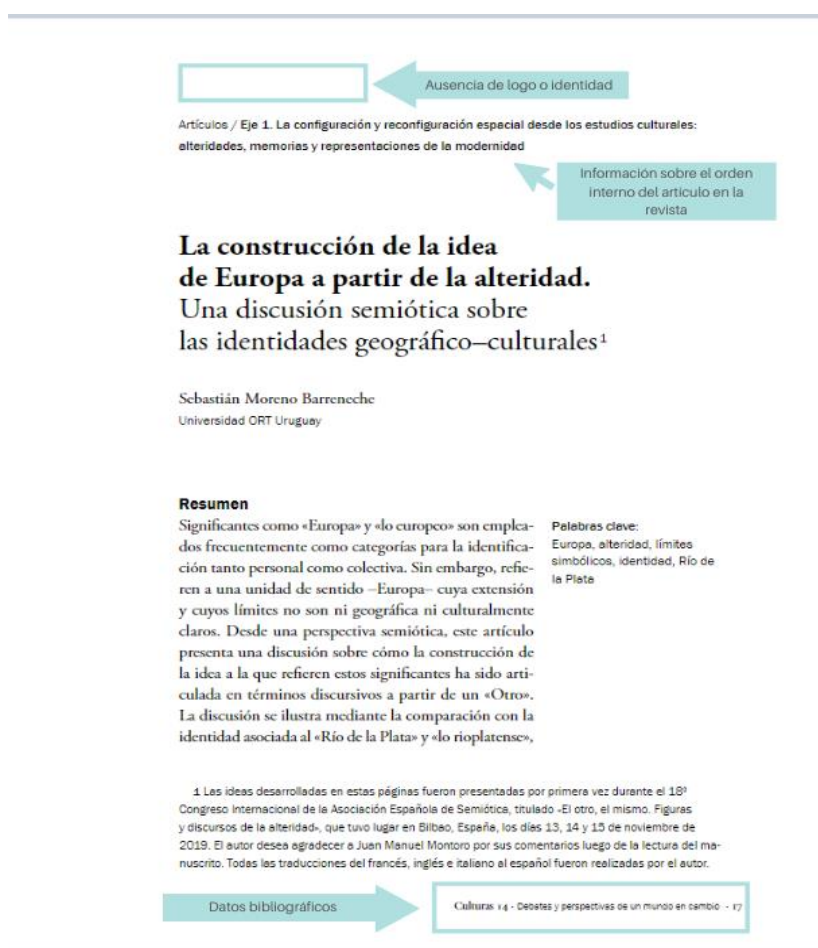 Ausencia de logo o identidad
Artículos / Eje 1. La configuración y reconfiguración espacial desde los estudios culturales:
alteridades, memorias y representaciones de la modernidad
Información sobre el orden
interno del artículo en la
revista
La construcción de la idea
de Europa a partir de la alteridad.
Una discusión semiótica sobre
las identidades geográfico–culturales¹
Sebastián Moreno Barreneche
Universidad ORT Uruguay
Resumen
Significantes como «Europa» y «lo europeo» son emplea-
dos frecuentemente como categorías para la identifica-
ción tanto personal como colectiva. Sin embargo, refie-
ren a una unidad de sentido –Europa– cuya extensión
y cuyos límites no son ni geográfica ni culturalmente
claros. Desde una perspectiva semiótica, este artículo
presenta una discusión sobre cómo la construcción de
la idea a la que refieren estos significantes ha sido arti-
culada en términos discursivos a partir de un «Otro».
La discusión se ilustra mediante la comparación con la
identidad asociada al «Río de la Plata» y «lo rioplatense»,
Palabras clave:
Europa, alteridad, límites
simbólicos, identidad, Río de
la Plata
1 Las ideas desarrolladas en estas páginas fueron presentadas por primera vez durante el 18º
Congreso Internacional de la Asociación Española de Semiótica, titulado «El otro, el mismo. Figuras
y discursos de la alteridad», que tuvo lugar en Bilbao, España, los días 13, 14 y 15 de noviembre de
2019. El autor desea agradecer a Juan Manuel Montoro por sus comentarios luego de la lectura del ma-
nuscrito. Todas las traducciones del francés, inglés e italiano al español fueron realizadas por el autor.
Datos bibliográficos
Culturas 14 - Debates y perspectivas de un mundo en cambio - 17